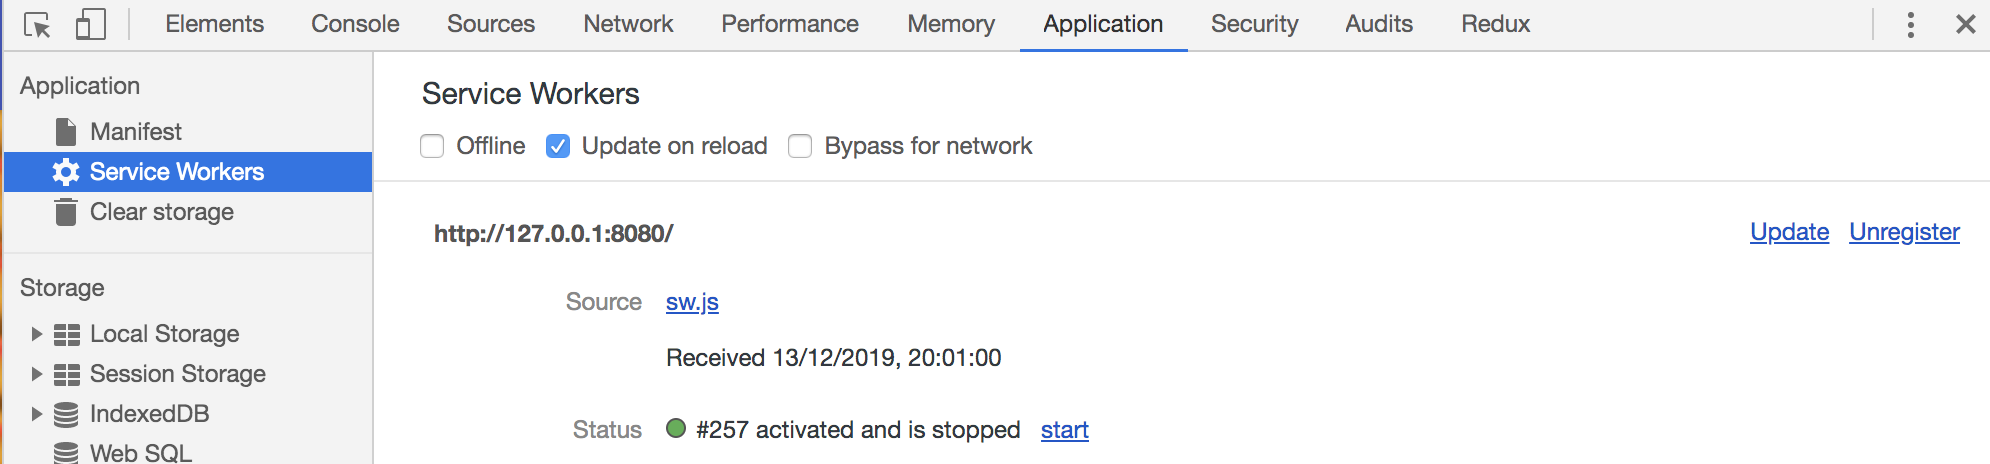 Elements Console Sources Network Performance Memory Application Security Audits Redux
Application
Manifest
Service Workers
Clear storage
Storage
Local Storage
Session Storage
IndexedDB
Web SQL
Service Workers
Offline Update on reload Bypass for network
http://127.0.0.1:8080/ Update Unregister
Source sw.js
Received 13/12/2019, 20:01:00
Status #257 activated and is stopped start